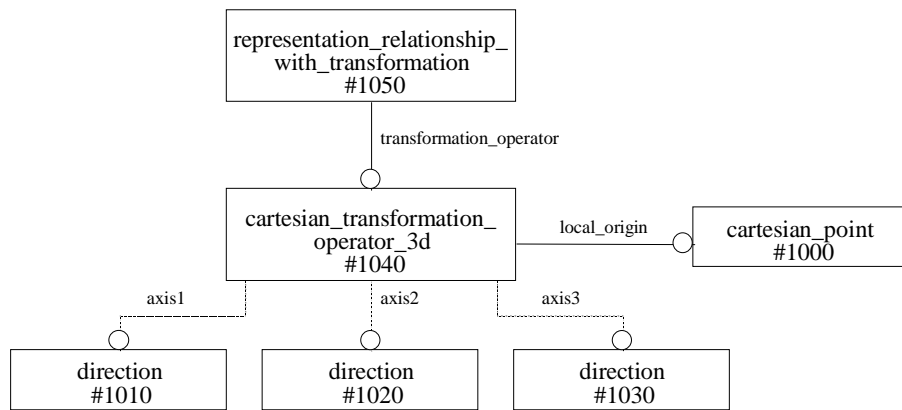 representation_relationship_
with_transformation
#1050
transformation_operator
cartesian_transformation_
operator_3d
#1040
local_origin
cartesian_point
#1000
axis1
axis2
axis3
direction
#1010
direction
#1020
direction
#1030